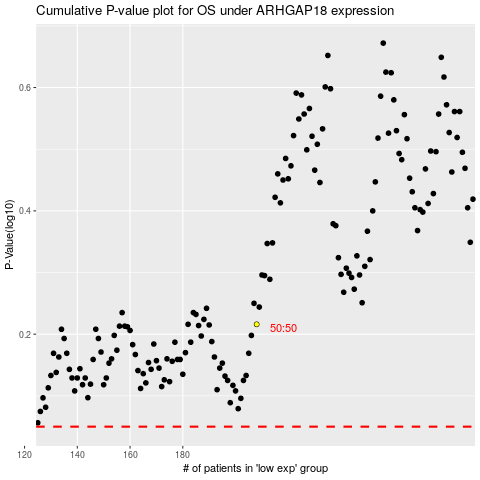 Cumulative P-value plot for OS under ARHGAP18 expression
P-Value(log10)
0.6
0.4
0.2
50:50
120 140 160 180
# of patients in 'low exp' group